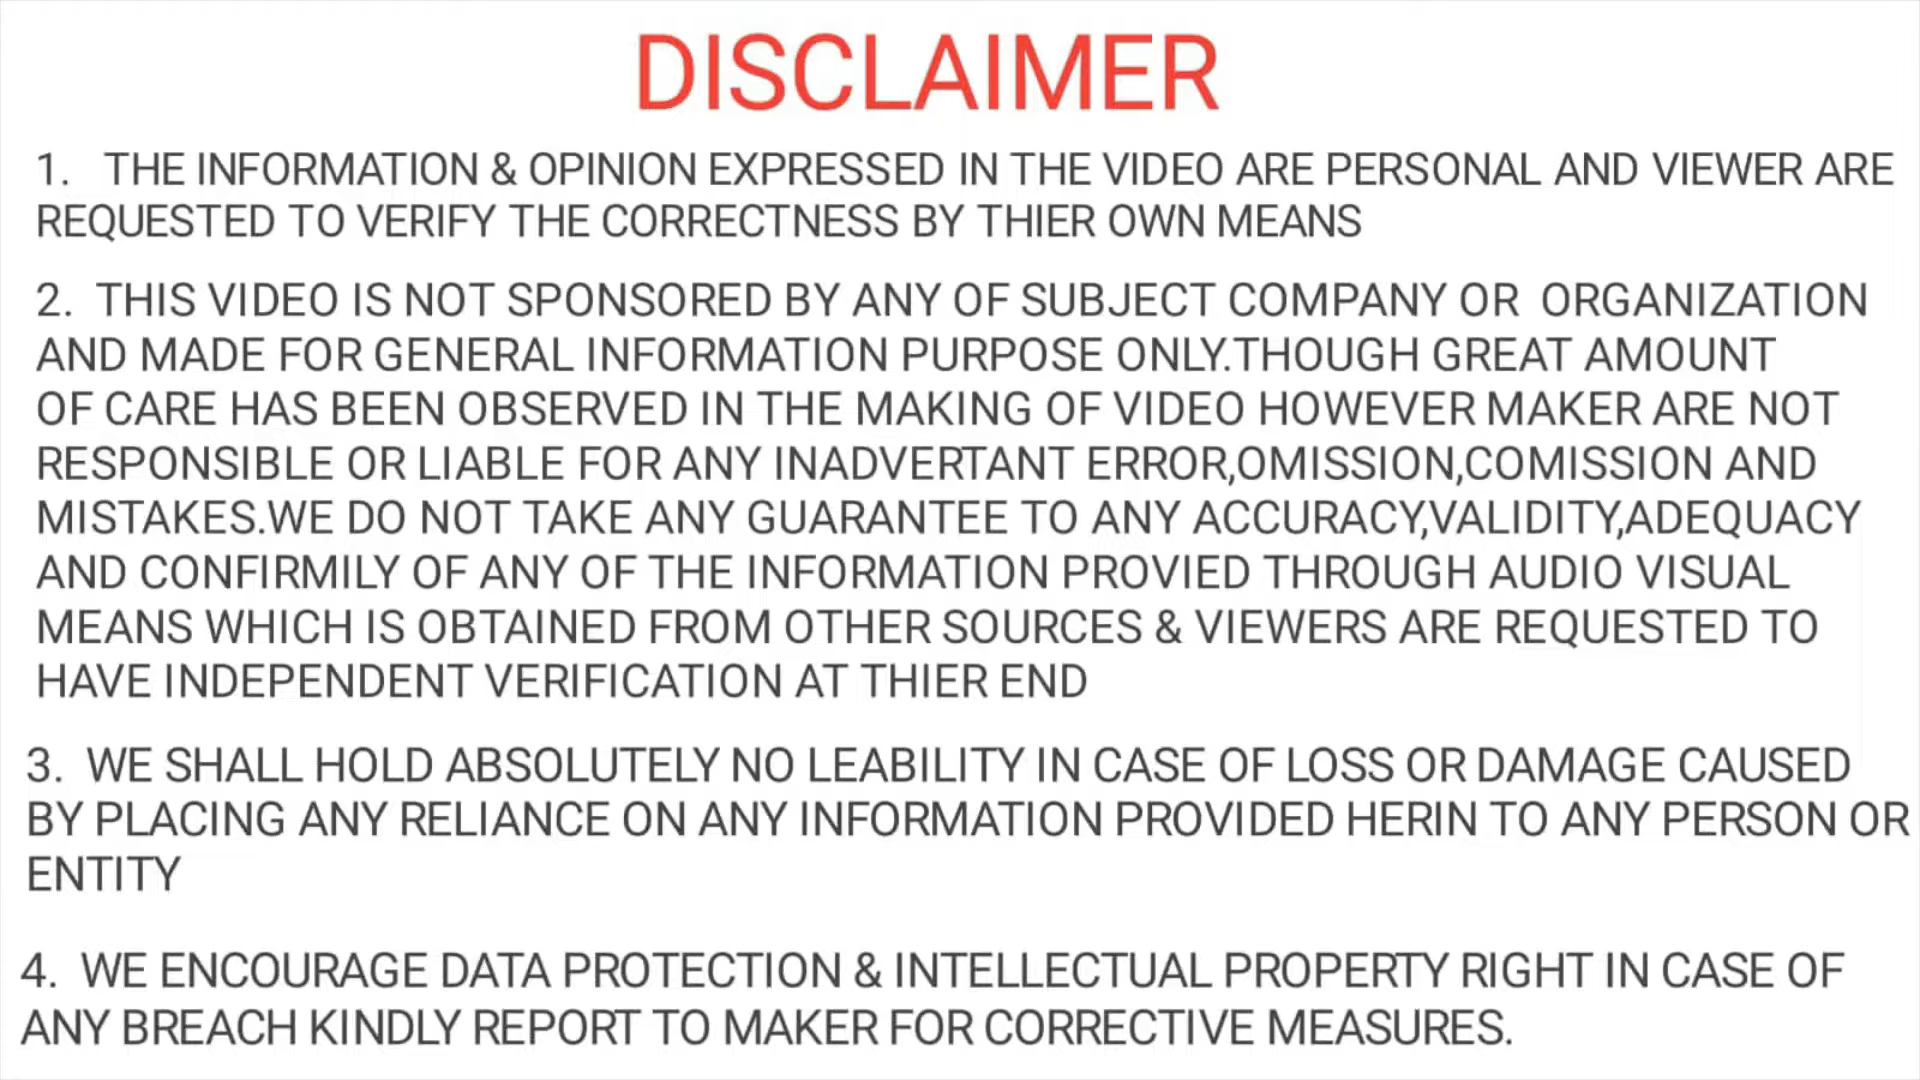 DISCLAIMER
1. THE INFORMATION & OPINION EXPRESSED IN THE VIDEO ARE PERSONAL AND VIEWER ARE
REQUESTED TO VERIFY THE CORRECTNESS BY THIER OWN MEANS
2. THIS VIDEO IS NOT SPONSORED BY ANY OF SUBJECT COMPANY OR ORGANIZATION
AND MADE FOR GENERAL INFORMATION PURPOSE ONLY.THOUGH GREAT AMOUNT
OF CARE HAS BEEN OBSERVED IN THE MAKING OF VIDEO HOWEVER MAKER ARE NOT
RESPONSIBLE OR LIABLE FOR ANY INADVERTANT ERROR,OMISSION,COMISSION AND
MISTAKES.WE DO NOT TAKE ANY GUARANTEE TO ANY ACCURACY,VALIDITY,ADEQUACY
AND CONFIRMILY OF ANY OF THE INFORMATION PROVIED THROUGH AUDIO VISUAL
MEANS WHICH IS OBTAINED FROM OTHER SOURCES & VIEWERS ARE REQUESTED TO
HAVE INDEPENDENT VERIFICATION AT THIER END
3. WE SHALL HOLD ABSOLUTELY NO LEABILITY IN CASE OF LOSS OR DAMAGE CAUSED
BY PLACING ANY RELIANCE ON ANY INFORMATION PROVIDED HERIN TO ANY PERSON OR
ENTITY
4. WE ENCOURAGE DATA PROTECTION & INTELLECTUAL PROPERTY RIGHT IN CASE OF
ANY BREACH KINDLY REPORT TO MAKER FOR CORRECTIVE MEASURES.